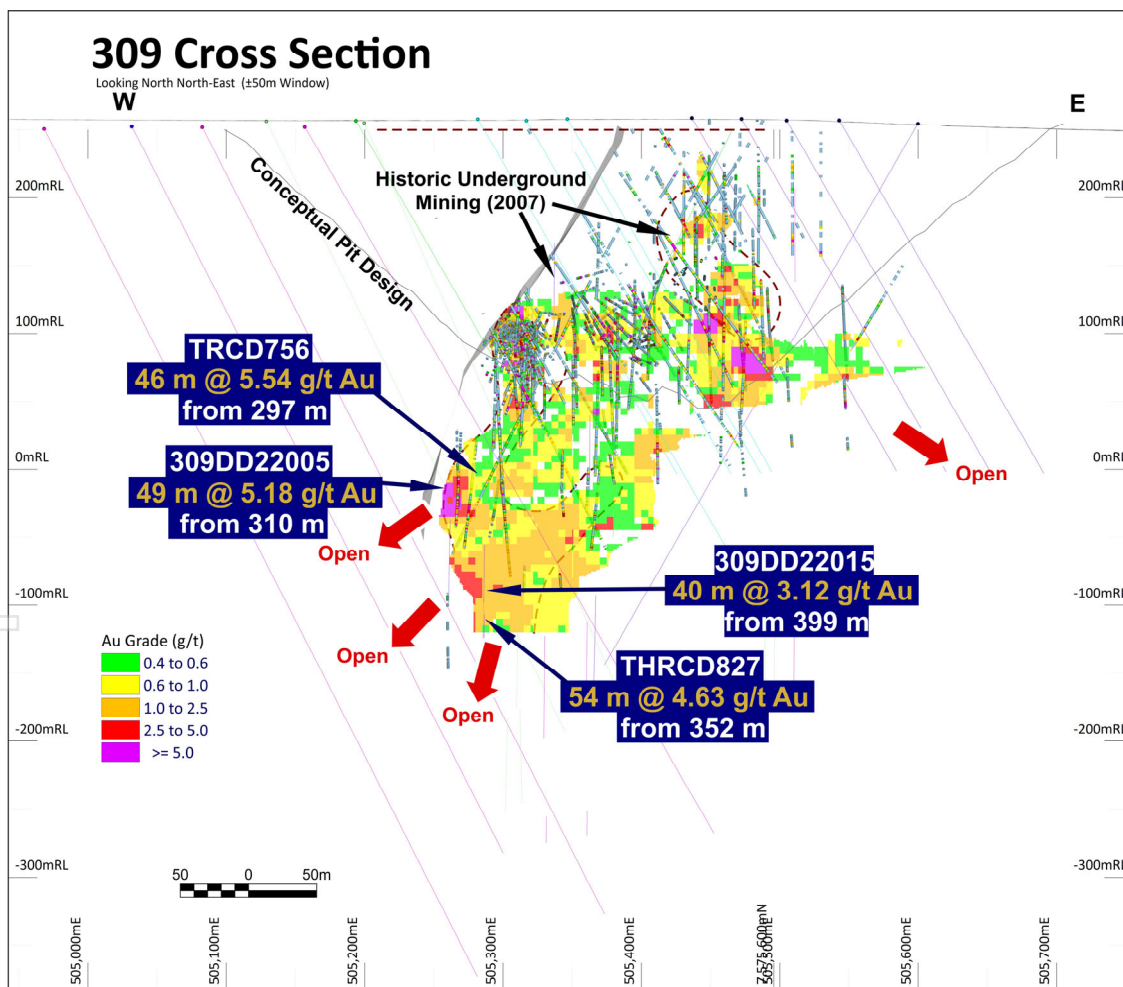 309 Cross Section
Looking North North-East (±50m Window)
W
E
200mRL
200mRL
Conceptual Pit Design
Historic Underground
Mining (2007)
100mRL
100mRL
TRCD756
46 m @ 5.54 g/t Au
from 297 m
309DD22005
49 m @ 5.18 g/t Au
from 310 m
0mRL
0mRL
Open
Open
309DD22015
40 m @ 3.12 g/t Au
from 399 m
-100mRL
-100mRL
Open
THRCD827
54 m @ 4.63 g/t Au
from 352 m
Open
Au Grade (g/t)
0.4 to 0.6
0.6 to 1.0
1.0 to 2.5
2.5 to 5.0
>= 5.0
-200mRL
-200mRL
-300mRL
-300mRL
50 0 50m
505,000mE
505,100mE
505,200mE
505,300mE
505,400mE
7,575,600mN
505,500mE
505,600mE
505,700mE